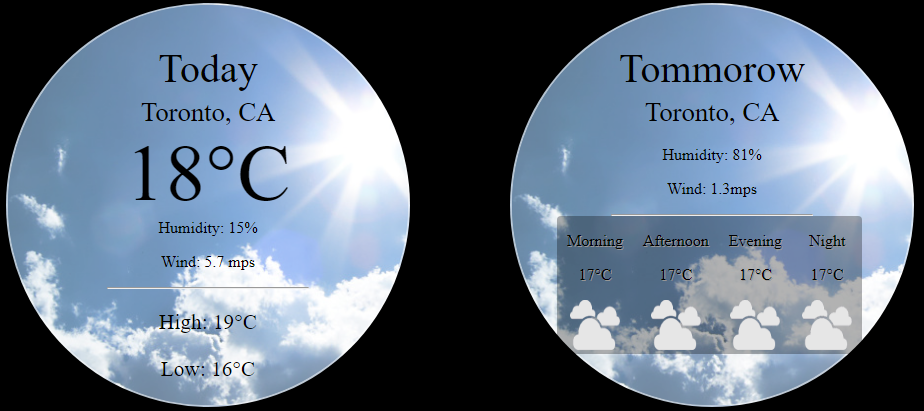 Today
Toronto, CA
18°C
Humidity: 15%
Wind: 5.7 mps
High: 19°C
Low: 16°C
Tommorow
Toronto, CA
Humidity: 81%
Wind: 1.3mps
Morning Afternoon Evening Night
17°C 17°C 17°C 17°C